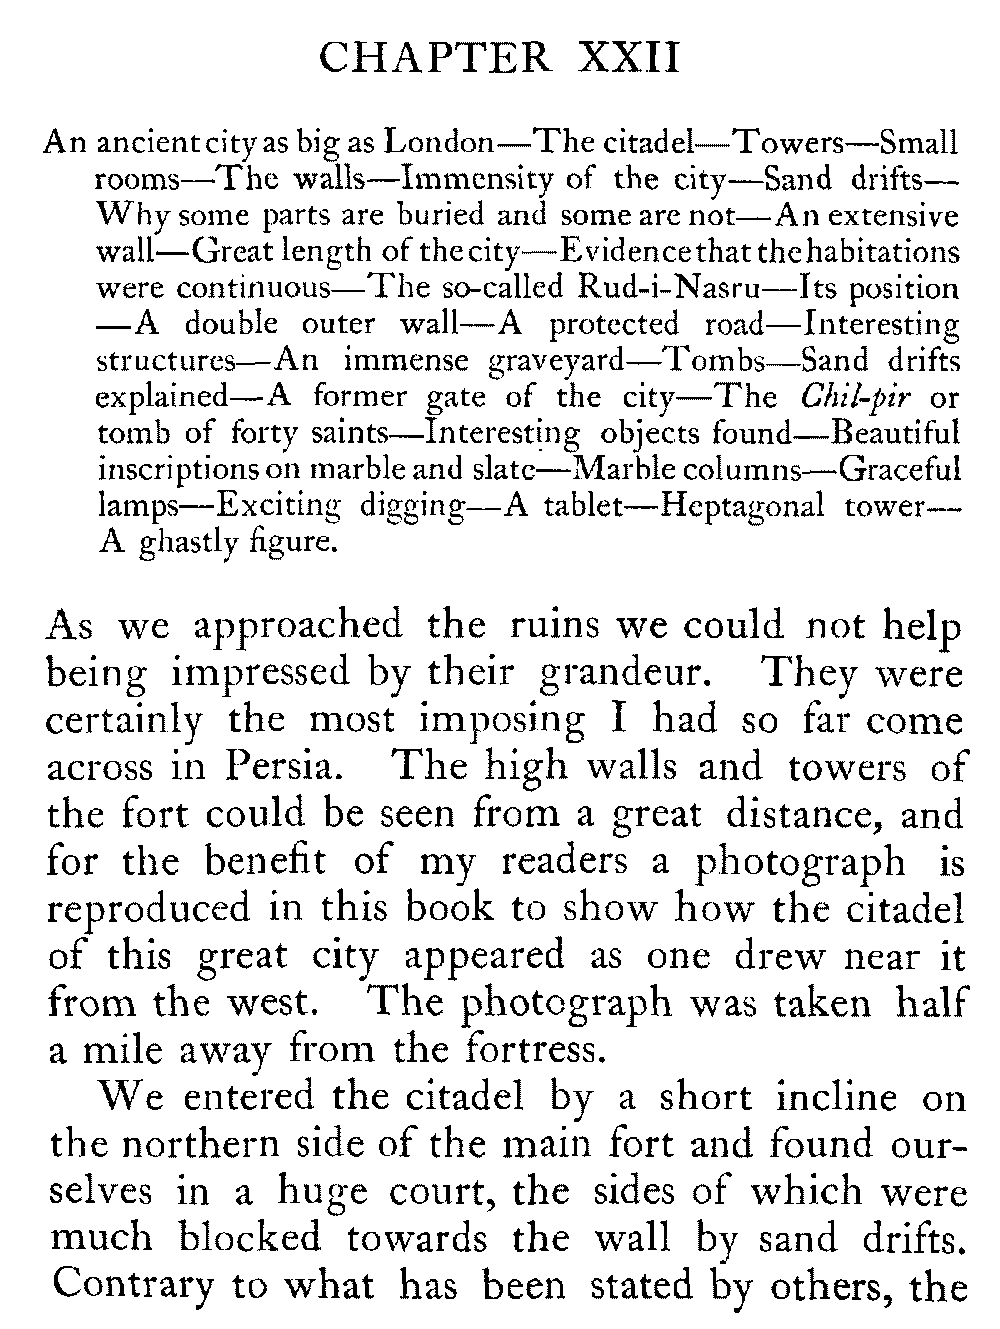 CHAPTER XXII
An ancient city as big as London—The citadel—Towers—Small
rooms—The walls—Immensity of the city—Sand drifts—
Why some parts are buried and some are not—An extensive
wall—Great length of the city—Evidence that the habitations
were continuous—The so-called Rud-i-Nasru—Its position
—A double outer wall—A protected road—Interesting
structures—An immense graveyard—Tombs—Sand drifts
explained—A former gate of the city—The Chil-pir or
tomb of forty saints—Interesting objects found—Beautiful
inscriptions on marble and slate—Marble columns—Graceful
lamps—Exciting digging—A tablet—Heptagonal tower—
A ghastly figure.
As we approached the ruins we could not help
being impressed by their grandeur. They were
certainly the most imposing I had so far come
across in Persia. The high walls and towers of
the fort could be seen from a great distance, and
for the benefit of my readers a photograph is
reproduced in this book to show how the citadel
of this great city appeared as one drew near it
from the west. The photograph was taken half
a mile away from the fortress.
We entered the citadel by a short incline on
the northern side of the main fort and found our-
selves in a huge court, the sides of which were
much blocked towards the wall by sand drifts.
Contrary to what has been stated by others, the